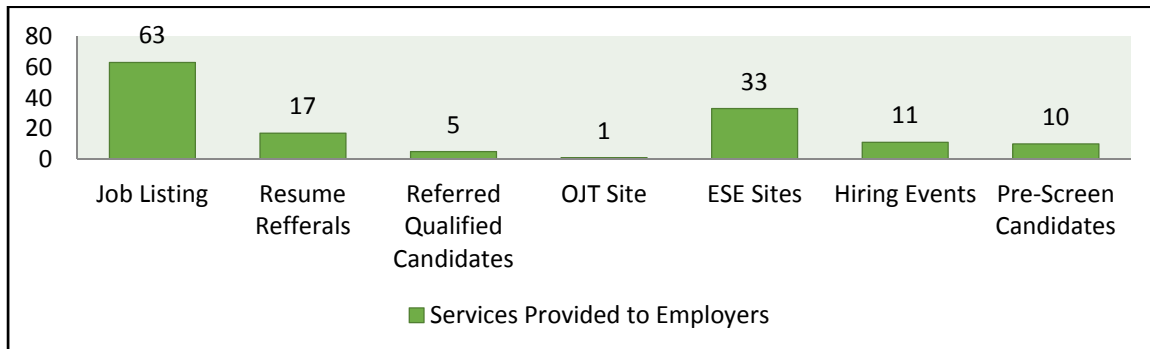 80
60
40
20
0
63
17
5
1
33
11
10
Job Listing
Resume
Refferals
Referred
Qualified
Candidates
OJT Site
ESE Sites
Hiring Events
Pre-Screen
Candidates
Services Provided to Employers